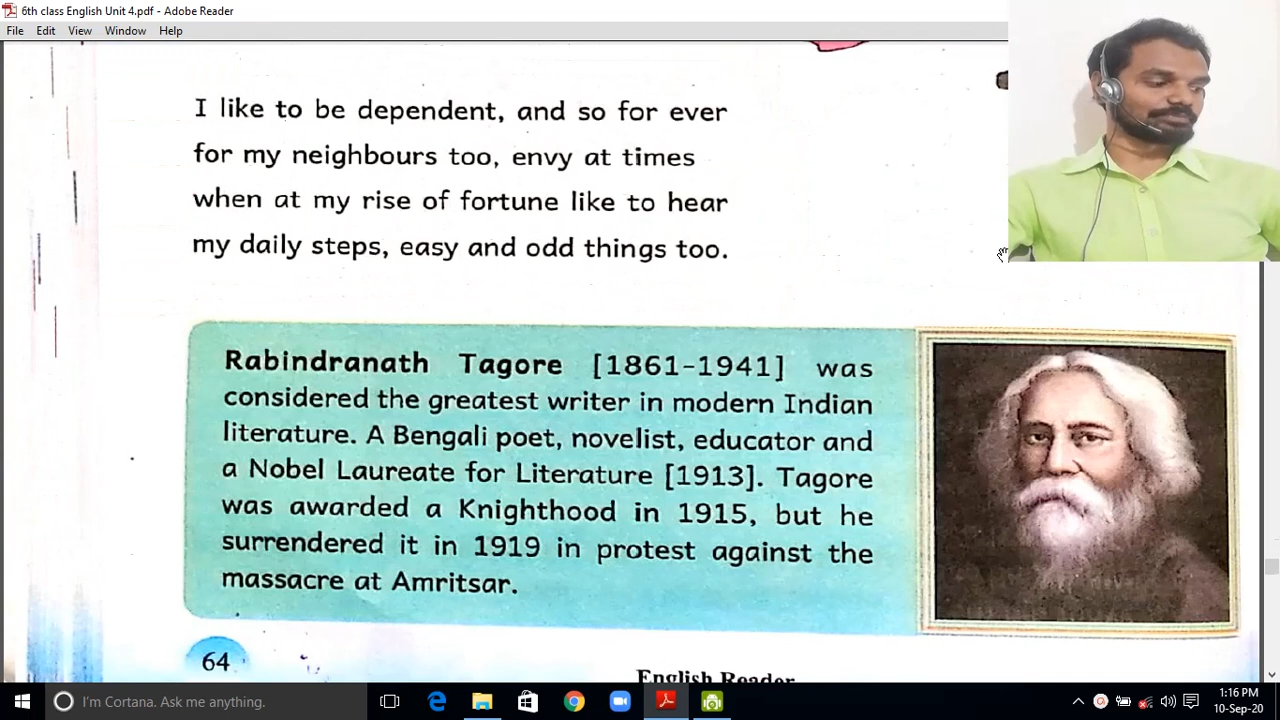 6th class English Unit 4.pdf - Adobe Reader
File Edit View Window Help
I like to be dependent, and so for ever
for my neighbours too, envy at times
when at my rise of fortune like to hear
my daily steps, easy and odd things too.
Rabindranath Tagore [1861-1941] was
considered the greatest writer in modern Indian
literature. A Bengali poet, novelist, educator and
a Nobel Laureate for Literature [1913]. Tagore
was awarded a Knighthood in 1915, but he
surrendered it in 1919 in protest against the
massacre at Amritsar.
64
English Reader
I'm Cortana. Ask me anything.
1:16 PM
10-Sep-20